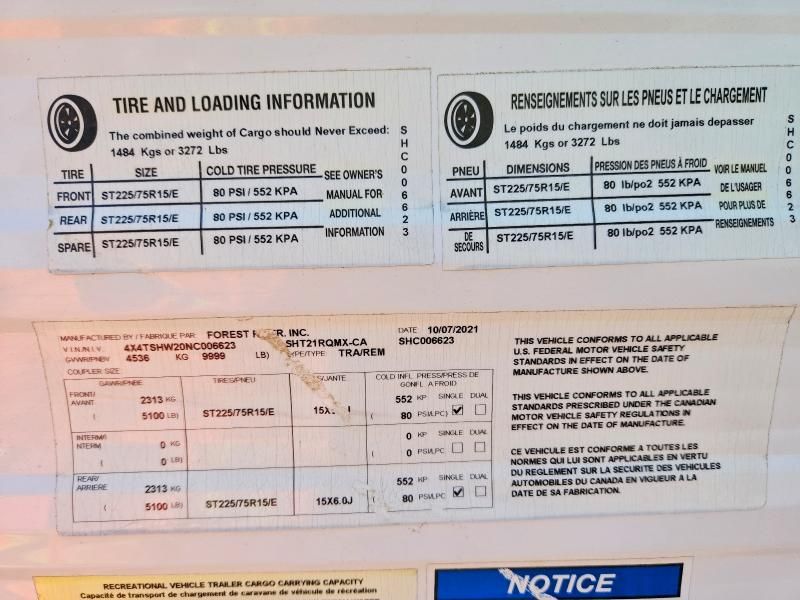 TIRE AND LOADING INFORMATION
The combined weight of Cargo should Never Exceed:
1484 Kgs or 3272 Lbs
TIRE SIZE COLD TIRE PRESSURE SEE OWNER'S
FRONT ST225/75R15/E 80 PSI / 552 KPA MANUAL FOR
REAR ST225/75R15/E 80 PSI / 552 KPA ADDITIONAL
SPARE ST225/75R15/E 80 PSI / 552 KPA INFORMATION
SHC006623
RENSEIGNEMENTS SUR LES PNEUS ET LE CHARGEMENT
Le poids du chargement ne doit jamais depasser
1484 Kgs or 3272 Lbs
PNEU DIMENSIONS PRESSION DES PNEUS À FROID VOIR LE MANUEL
AVANT ST225/75R15/E 80 lb/po2 552 KPA DE L'USAGER
ARRIÈRE ST225/75R15/E 80 lb/po2 552 KPA POUR PLUS DE
DE SECOURS ST225/75R15/E 80 lb/po2 552 KPA RENSEIGNEMENTS
SHC006623
MANUFACTURED BY / FABRIQUE PAR: FOREST INC. DATE 10/07/2021
V.I.N./N.I.V. 4X4TSHW20NC006623 SHT21RQMX-CA SHC006623
GVWR/PNBV 4536 KG 9999 LB) TYPE/TYPE TRA/REM
COUPLER SIZE
GAWR/PNBE TIRES/PNEU /JANTE COLD INFL. PRESS/PRESS DE
GONFL. A FROID
FRONT/
AVANT 2313 KG 552 KP SINGLE DUAL
( 5100 LB) ST225/75R15/E ( 80 PSI/LPC)
INTERM/
NTERM 0 KG 0 KP SINGLE DUAL
( 0 LB) ( 0 PSI/LPC)
REAR/
ARRIERE 2313 KG 552 KP SINGLE DUAL
( 5100 LB) ST225/75R15/E 15X6.0J ( 80 PSI/LPC)
THIS VEHICLE CONFORMS TO ALL APPLICABLE
U.S. FEDERAL MOTOR VEHICLE SAFETY
STANDARDS IN EFFECT ON THE DATE OF
MANUFACTURE SHOWN ABOVE.
THIS VEHICLE CONFORMS TO ALL APPLICABLE
STANDARDS PRESCRIBED UNDER THE CANADIAN
MOTOR VEHICLE SAFETY REGULATIONS IN
EFFECT ON THE DATE OF MANUFACTURE.
CE VEHICULE EST CONFORME A TOUTES LES
NORMES QUI LUI SONT APPLICABLES EN VERTU
DU REGLEMENT SUR LA SECURITE DES VEHICULES
AUTOMOBILES DU CANADA EN VIGUEUR A LA
DATE DE SA FABRICATION.
RECREATIONAL VEHICLE TRAILER CARGO CARRYING CAPACITY
Capacité de transport de chargement de caravane de véhicule de récréation
NOTICE